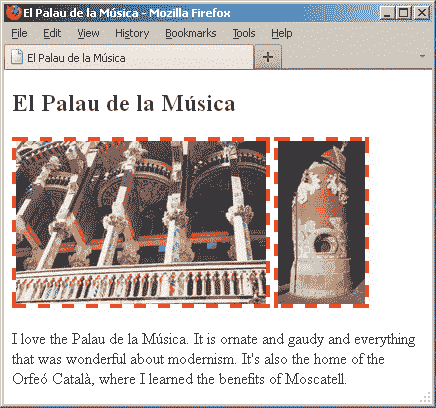 El Palau de la Música - Mozilla Firefox
File Edit View History Bookmarks Tools Help
El Palau de la Música
El Palau de la Música
I love the Palau de la Música. It is ornate and gaudy and everything
that was wonderful about modernism. It's also the home of the
Orfeó Català, where I learned the benefits of Moscatell.